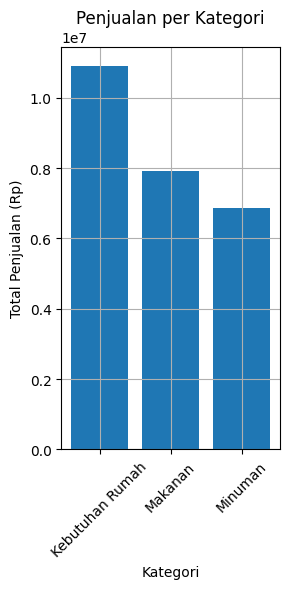 Penjualan per Kategori
1e7
1.0
0.8
0.6
0.4
0.2
0.0
Total Penjualan (Rp)
Kebutuhan Rumah
Makanan
Minuman
Kategori